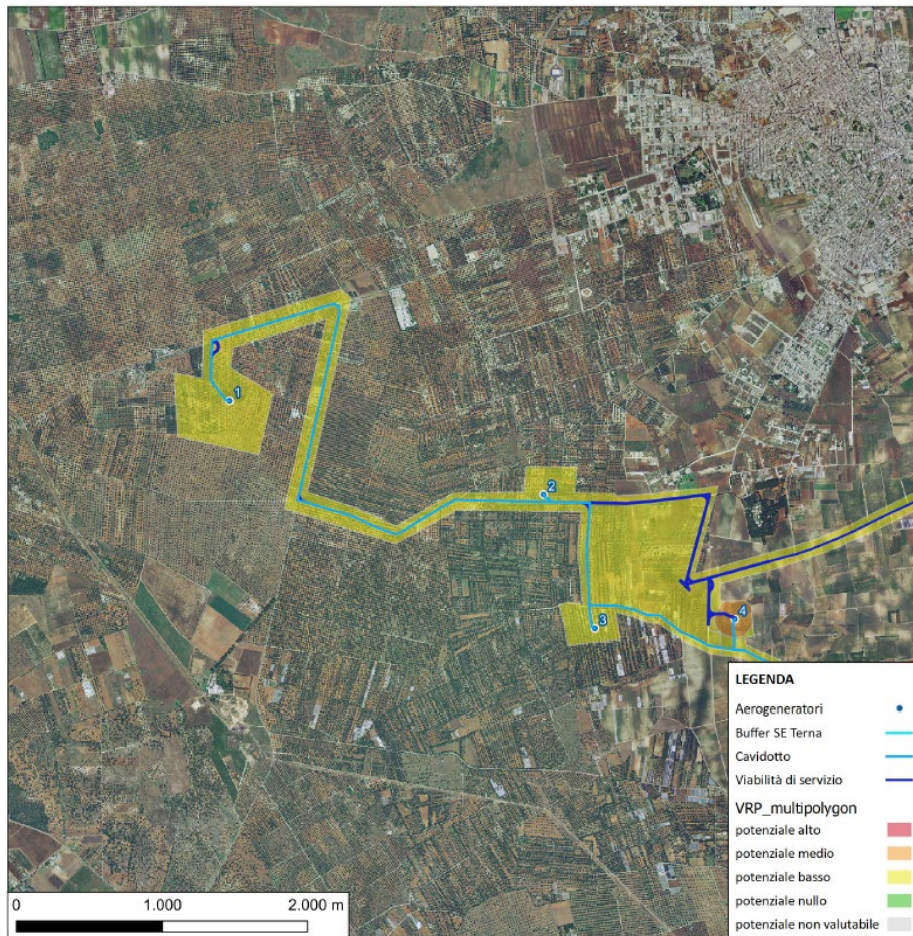 1
2
3
4
LEGENDA
Aerogeneratori
Buffer SE Terna
Cavidotto
Viabilità di servizio
VRP_multipolygon
potenziale alto
potenziale medio
potenziale basso
potenziale nullo
potenziale non valutabile
0 1.000 2.000 m